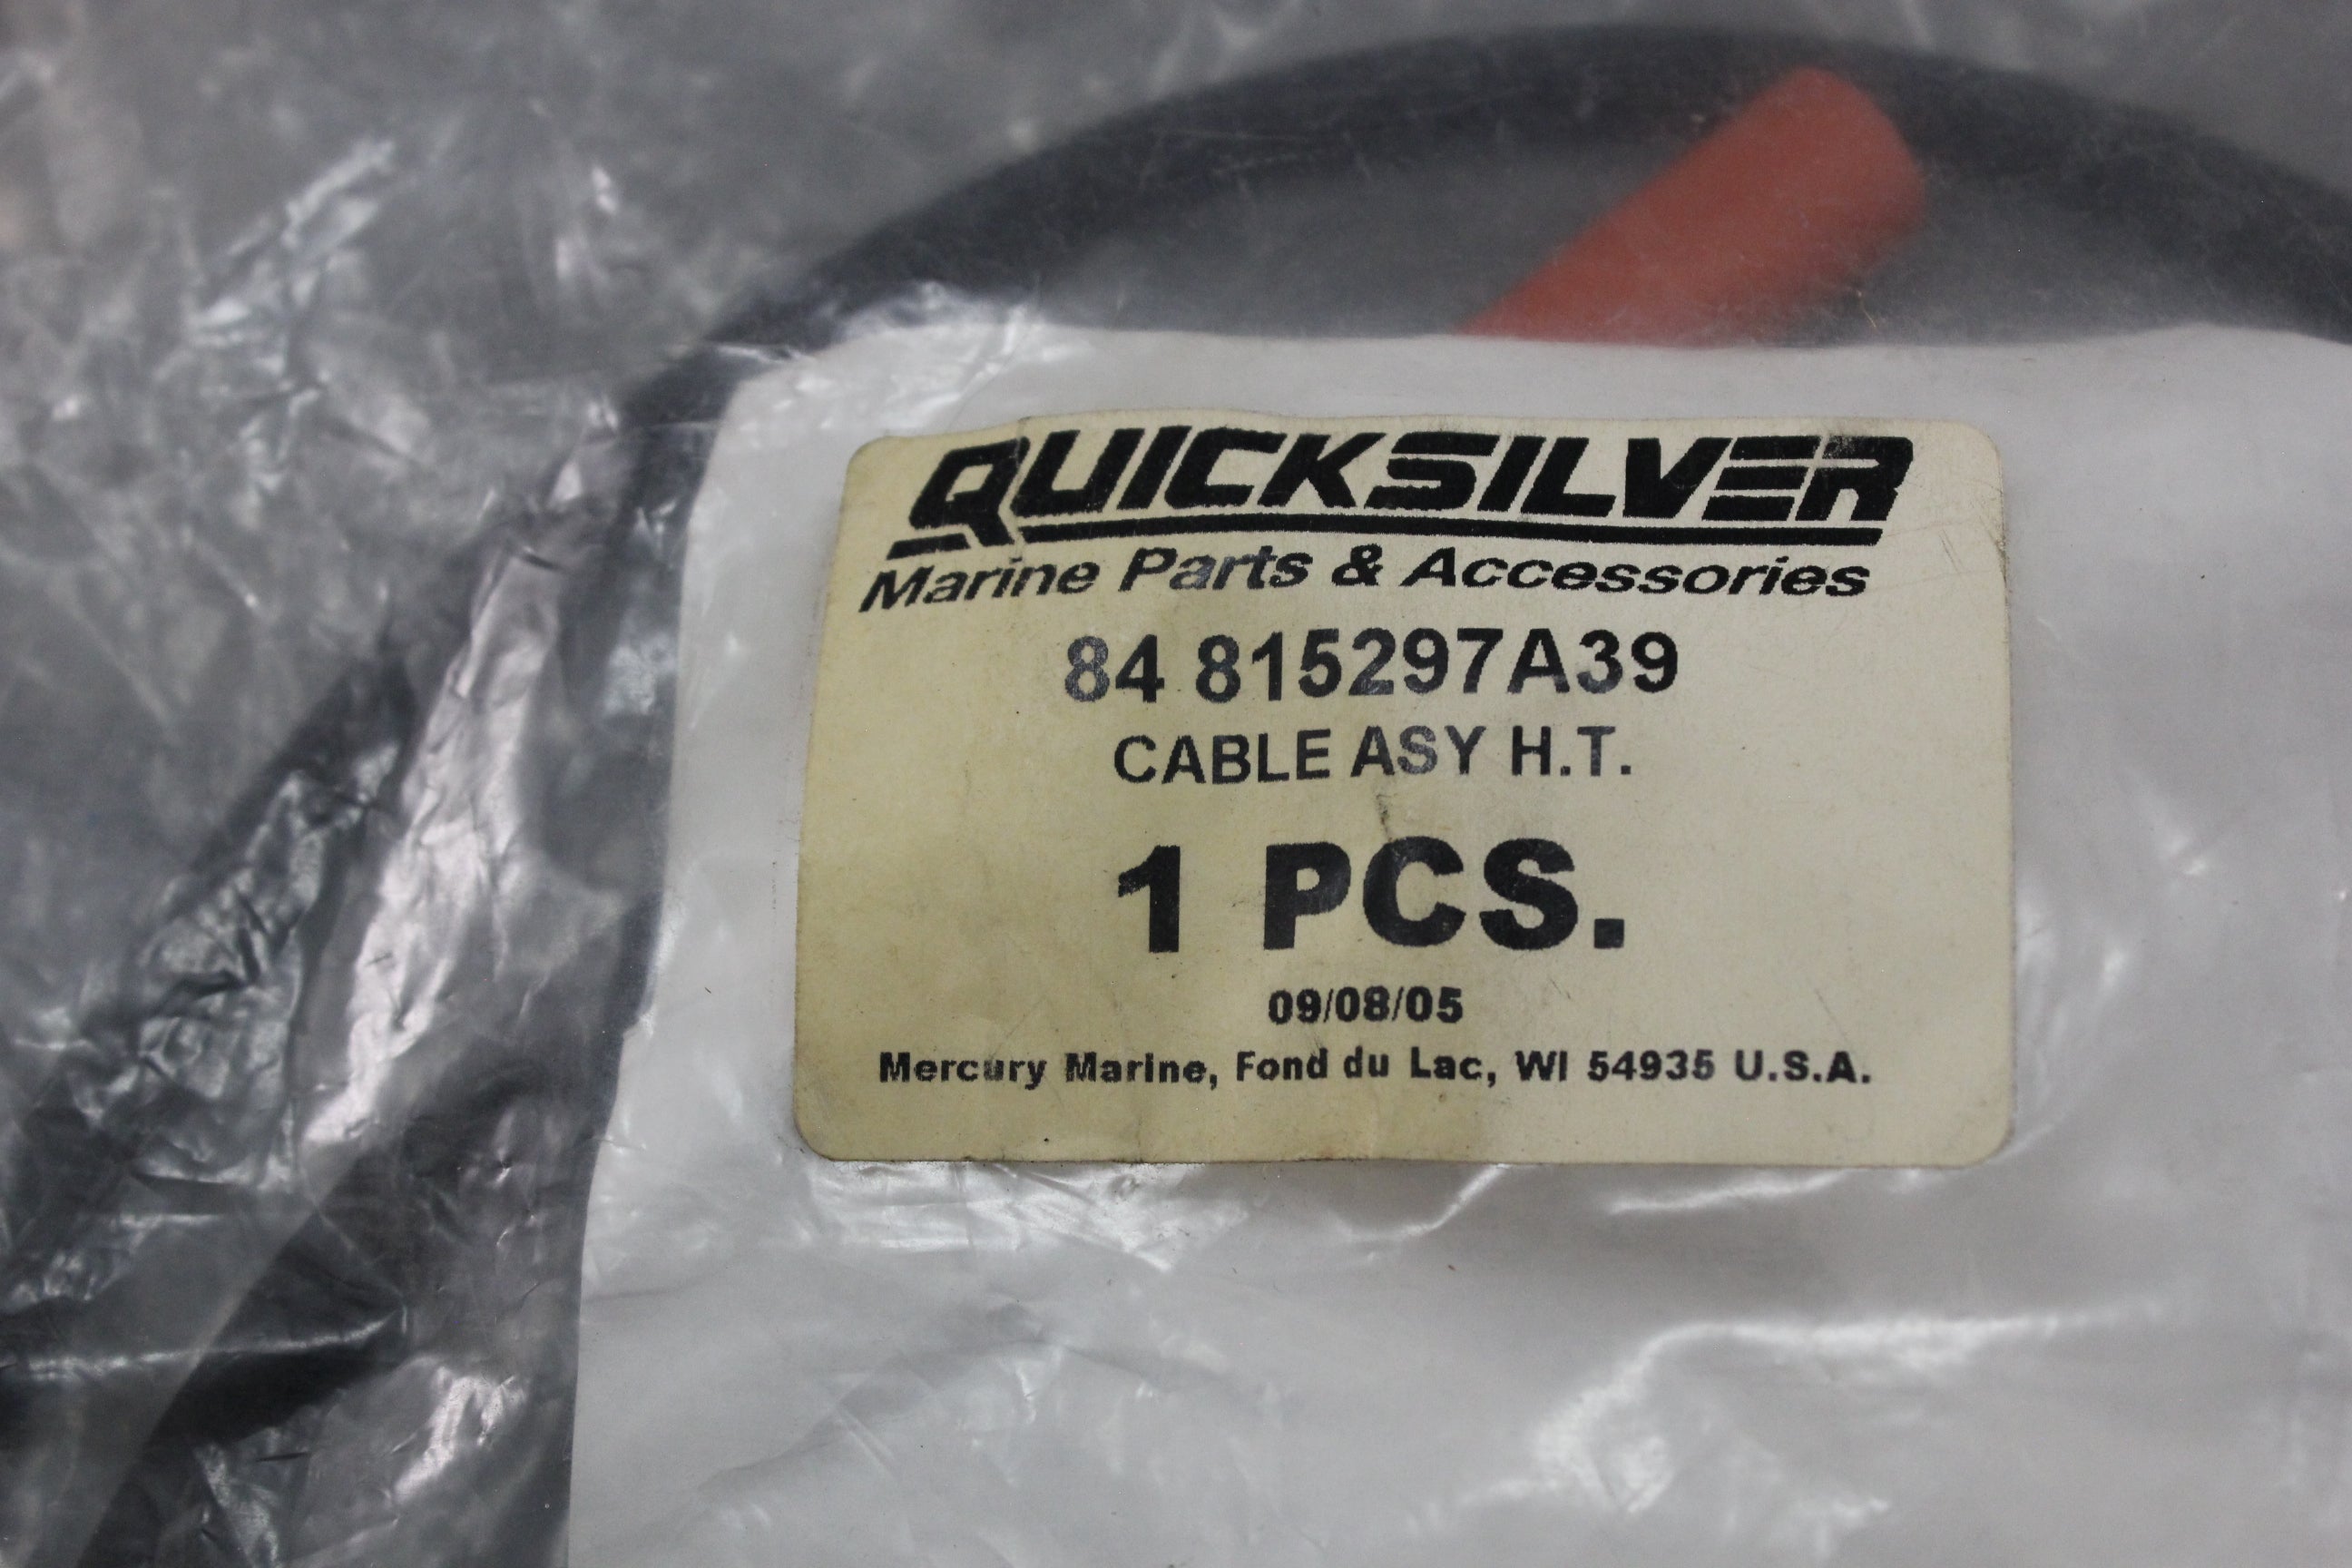 QUICKSILVER
Marine Parts & Accessories
84 815297A39
CABLE ASY H.T.
1 PCS.
09/08/05
Mercury Marine, Fond du Lac, WI 54935 U.S.A.